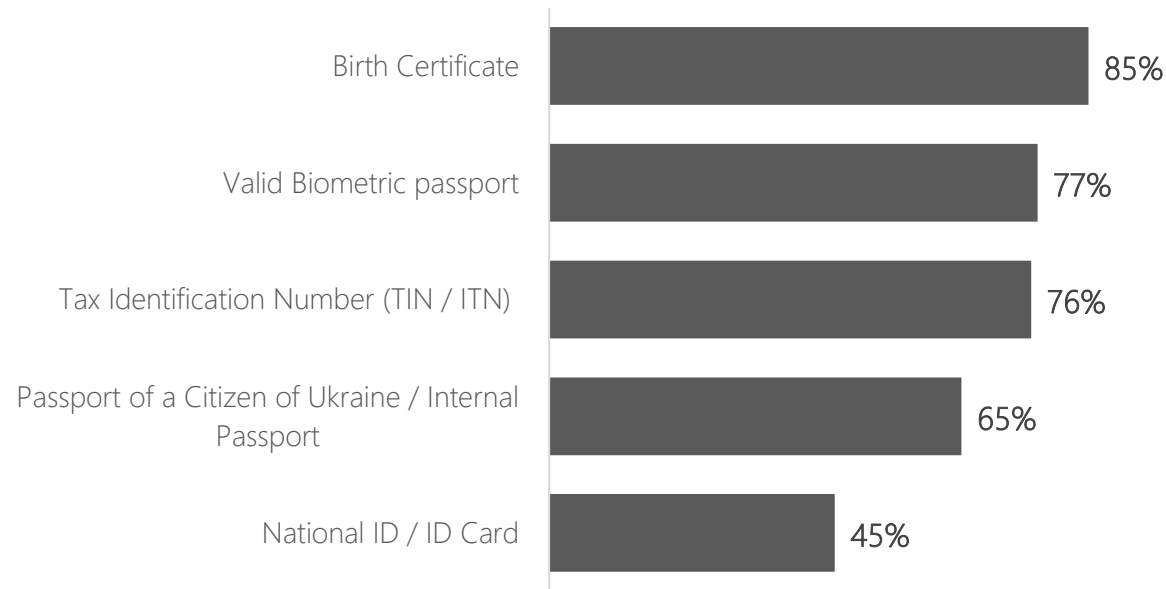 Birth Certificate
85%
Valid Biometric passport
77%
Tax Identification Number (TIN / ITN)
76%
Passport of a Citizen of Ukraine / Internal
Passport
65%
National ID / ID Card
45%